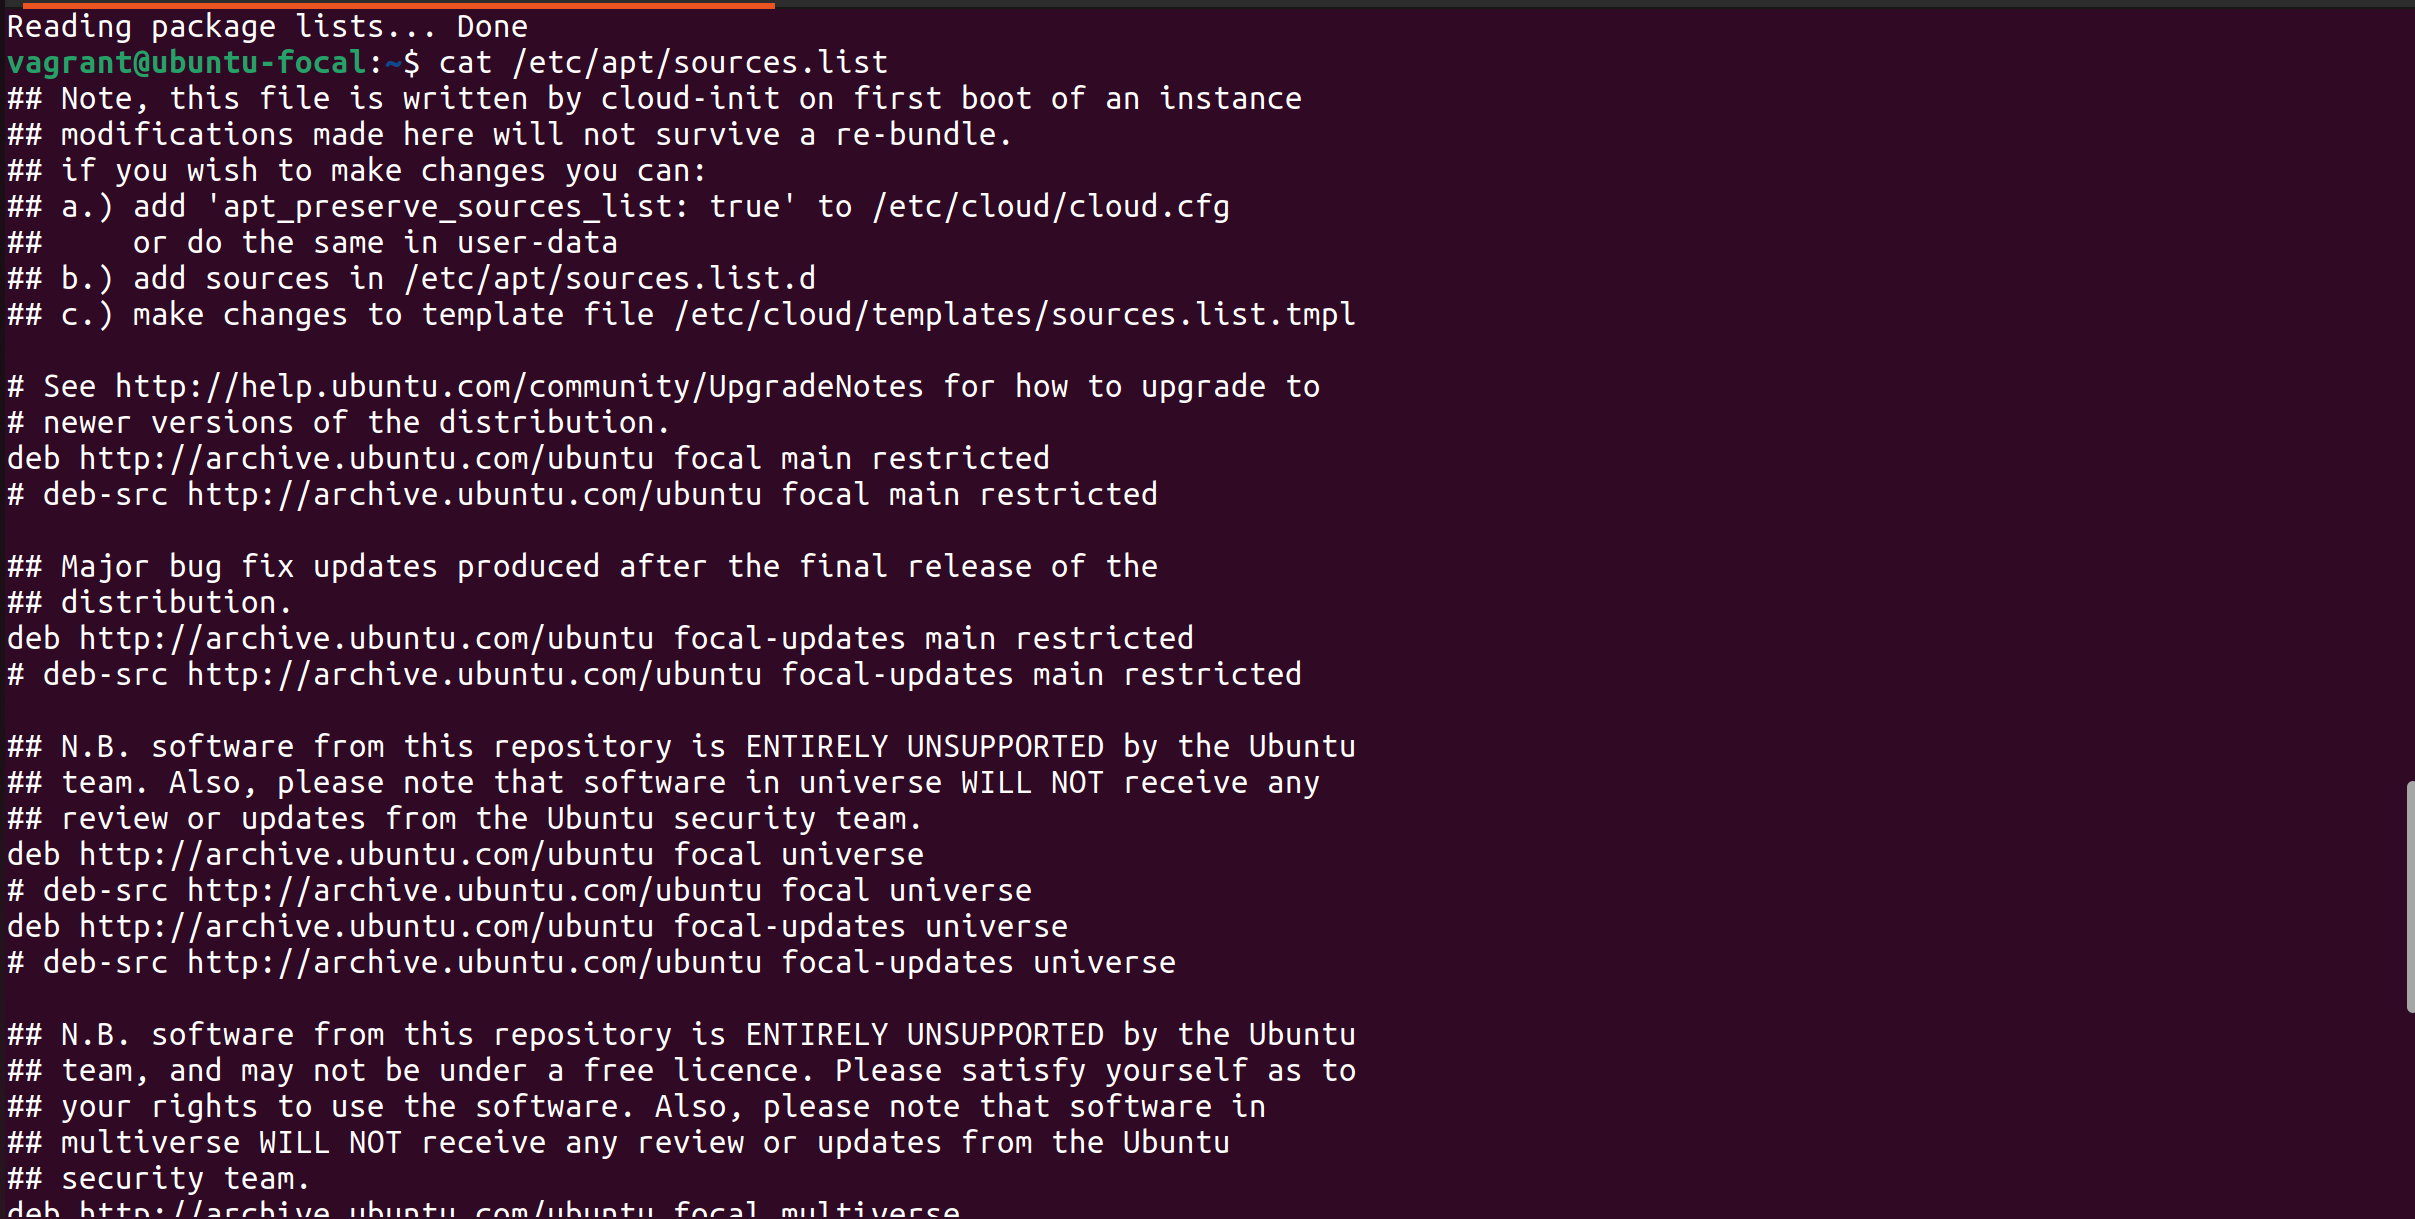 Reading package lists... Done
vagrant@ubuntu-focal:~$ cat /etc/apt/sources.list
## Note, this file is written by cloud-init on first boot of an instance
## modifications made here will not survive a re-bundle.
## if you wish to make changes you can:
## a.) add 'apt_preserve_sources_list: true' to /etc/cloud/cloud.cfg
##     or do the same in user-data
## b.) add sources in /etc/apt/sources.list.d
## c.) make changes to template file /etc/cloud/templates/sources.list.tmpl

# See http://help.ubuntu.com/community/UpgradeNotes for how to upgrade to
# newer versions of the distribution.
deb http://archive.ubuntu.com/ubuntu focal main restricted
# deb-src http://archive.ubuntu.com/ubuntu focal main restricted

## Major bug fix updates produced after the final release of the
## distribution.
deb http://archive.ubuntu.com/ubuntu focal-updates main restricted
# deb-src http://archive.ubuntu.com/ubuntu focal-updates main restricted

## N.B. software from this repository is ENTIRELY UNSUPPORTED by the Ubuntu
## team. Also, please note that software in universe WILL NOT receive any
## review or updates from the Ubuntu security team.
deb http://archive.ubuntu.com/ubuntu focal universe
# deb-src http://archive.ubuntu.com/ubuntu focal universe
deb http://archive.ubuntu.com/ubuntu focal-updates universe
# deb-src http://archive.ubuntu.com/ubuntu focal-updates universe

## N.B. software from this repository is ENTIRELY UNSUPPORTED by the Ubuntu
## team, and may not be under a free licence. Please satisfy yourself as to
## your rights to use the software. Also, please note that software in
## multiverse WILL NOT receive any review or updates from the Ubuntu
## security team.
deb http://archive.ubuntu.com/ubuntu focal multiverse